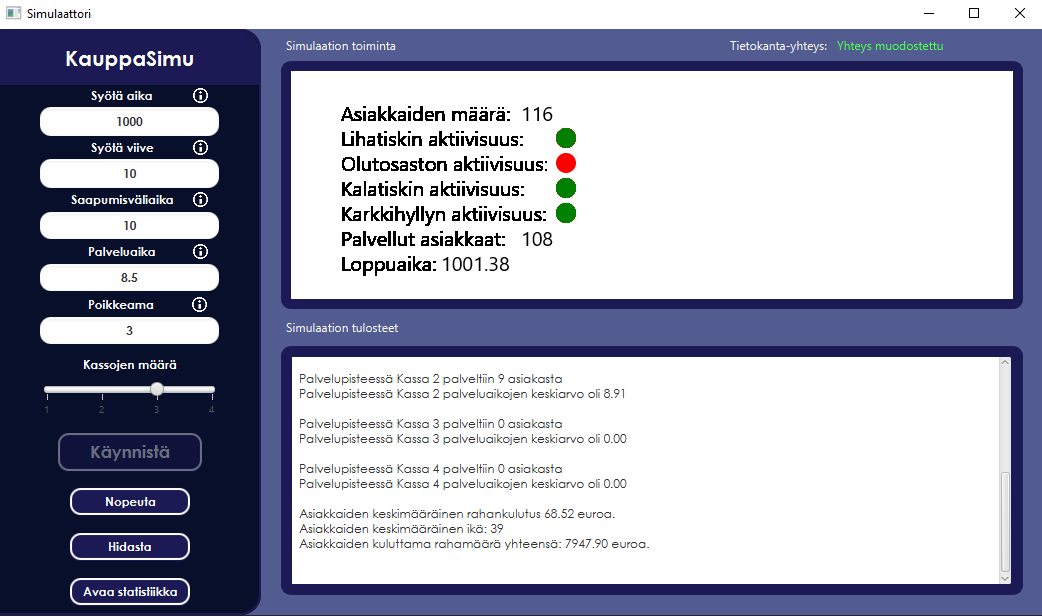 Simulaattori
KauppaSimu
Syötä aika
1000
Syötä viive
10
Saapumisväliaika
10
Palveluaika
8.5
Poikkeama
3
Kassojen määrä
1 2 3 4
Käynnistä
Nopeuta
Hidasta
Avaa statistiikka
Simulaation toiminta
Tietokanta-yhteys: Yhteys muodostettu
Asiakkaiden määrä: 116
Lihatiskin aktiivisuus:
Olutosaston aktiivisuus:
Kalatiskin aktiivisuus:
Karkkihyllyn aktiivisuus:
Palvellut asiakkaat: 108
Loppuaika: 1001.38
Simulaation tulosteet
Palvelupisteessä Kassa 2 palveltiin 9 asiakasta
Palvelupisteessä Kassa 2 palveluaikojen keskiarvo oli 8.91
Palvelupisteessä Kassa 3 palveltiin 0 asiakasta
Palvelupisteessä Kassa 3 palveluaikojen keskiarvo oli 0.00
Palvelupisteessä Kassa 4 palveltiin 0 asiakasta
Palvelupisteessä Kassa 4 palveluaikojen keskiarvo oli 0.00
Asiakkaiden keskimääräinen rahankulutus 68.52 euroa.
Asiakkaiden keskimääräinen ikä: 39
Asiakkaiden kuluttama rahamäärä yhteensä: 7947.90 euroa.